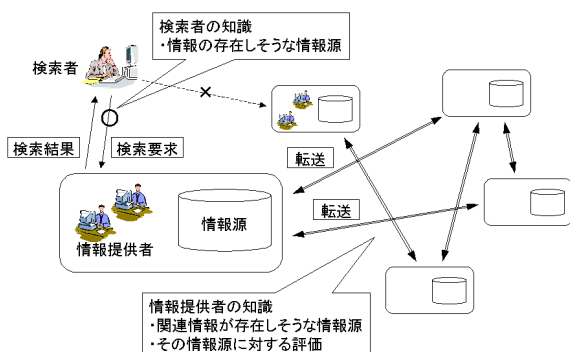 検索者の知識
・情報の存在しそうな情報源
検索者
×
検索結果
検索要求
転送
転送
情報源
情報提供者
情報提供者の知識
・関連情報が存在しそうな情報源
・その情報源に対する評価